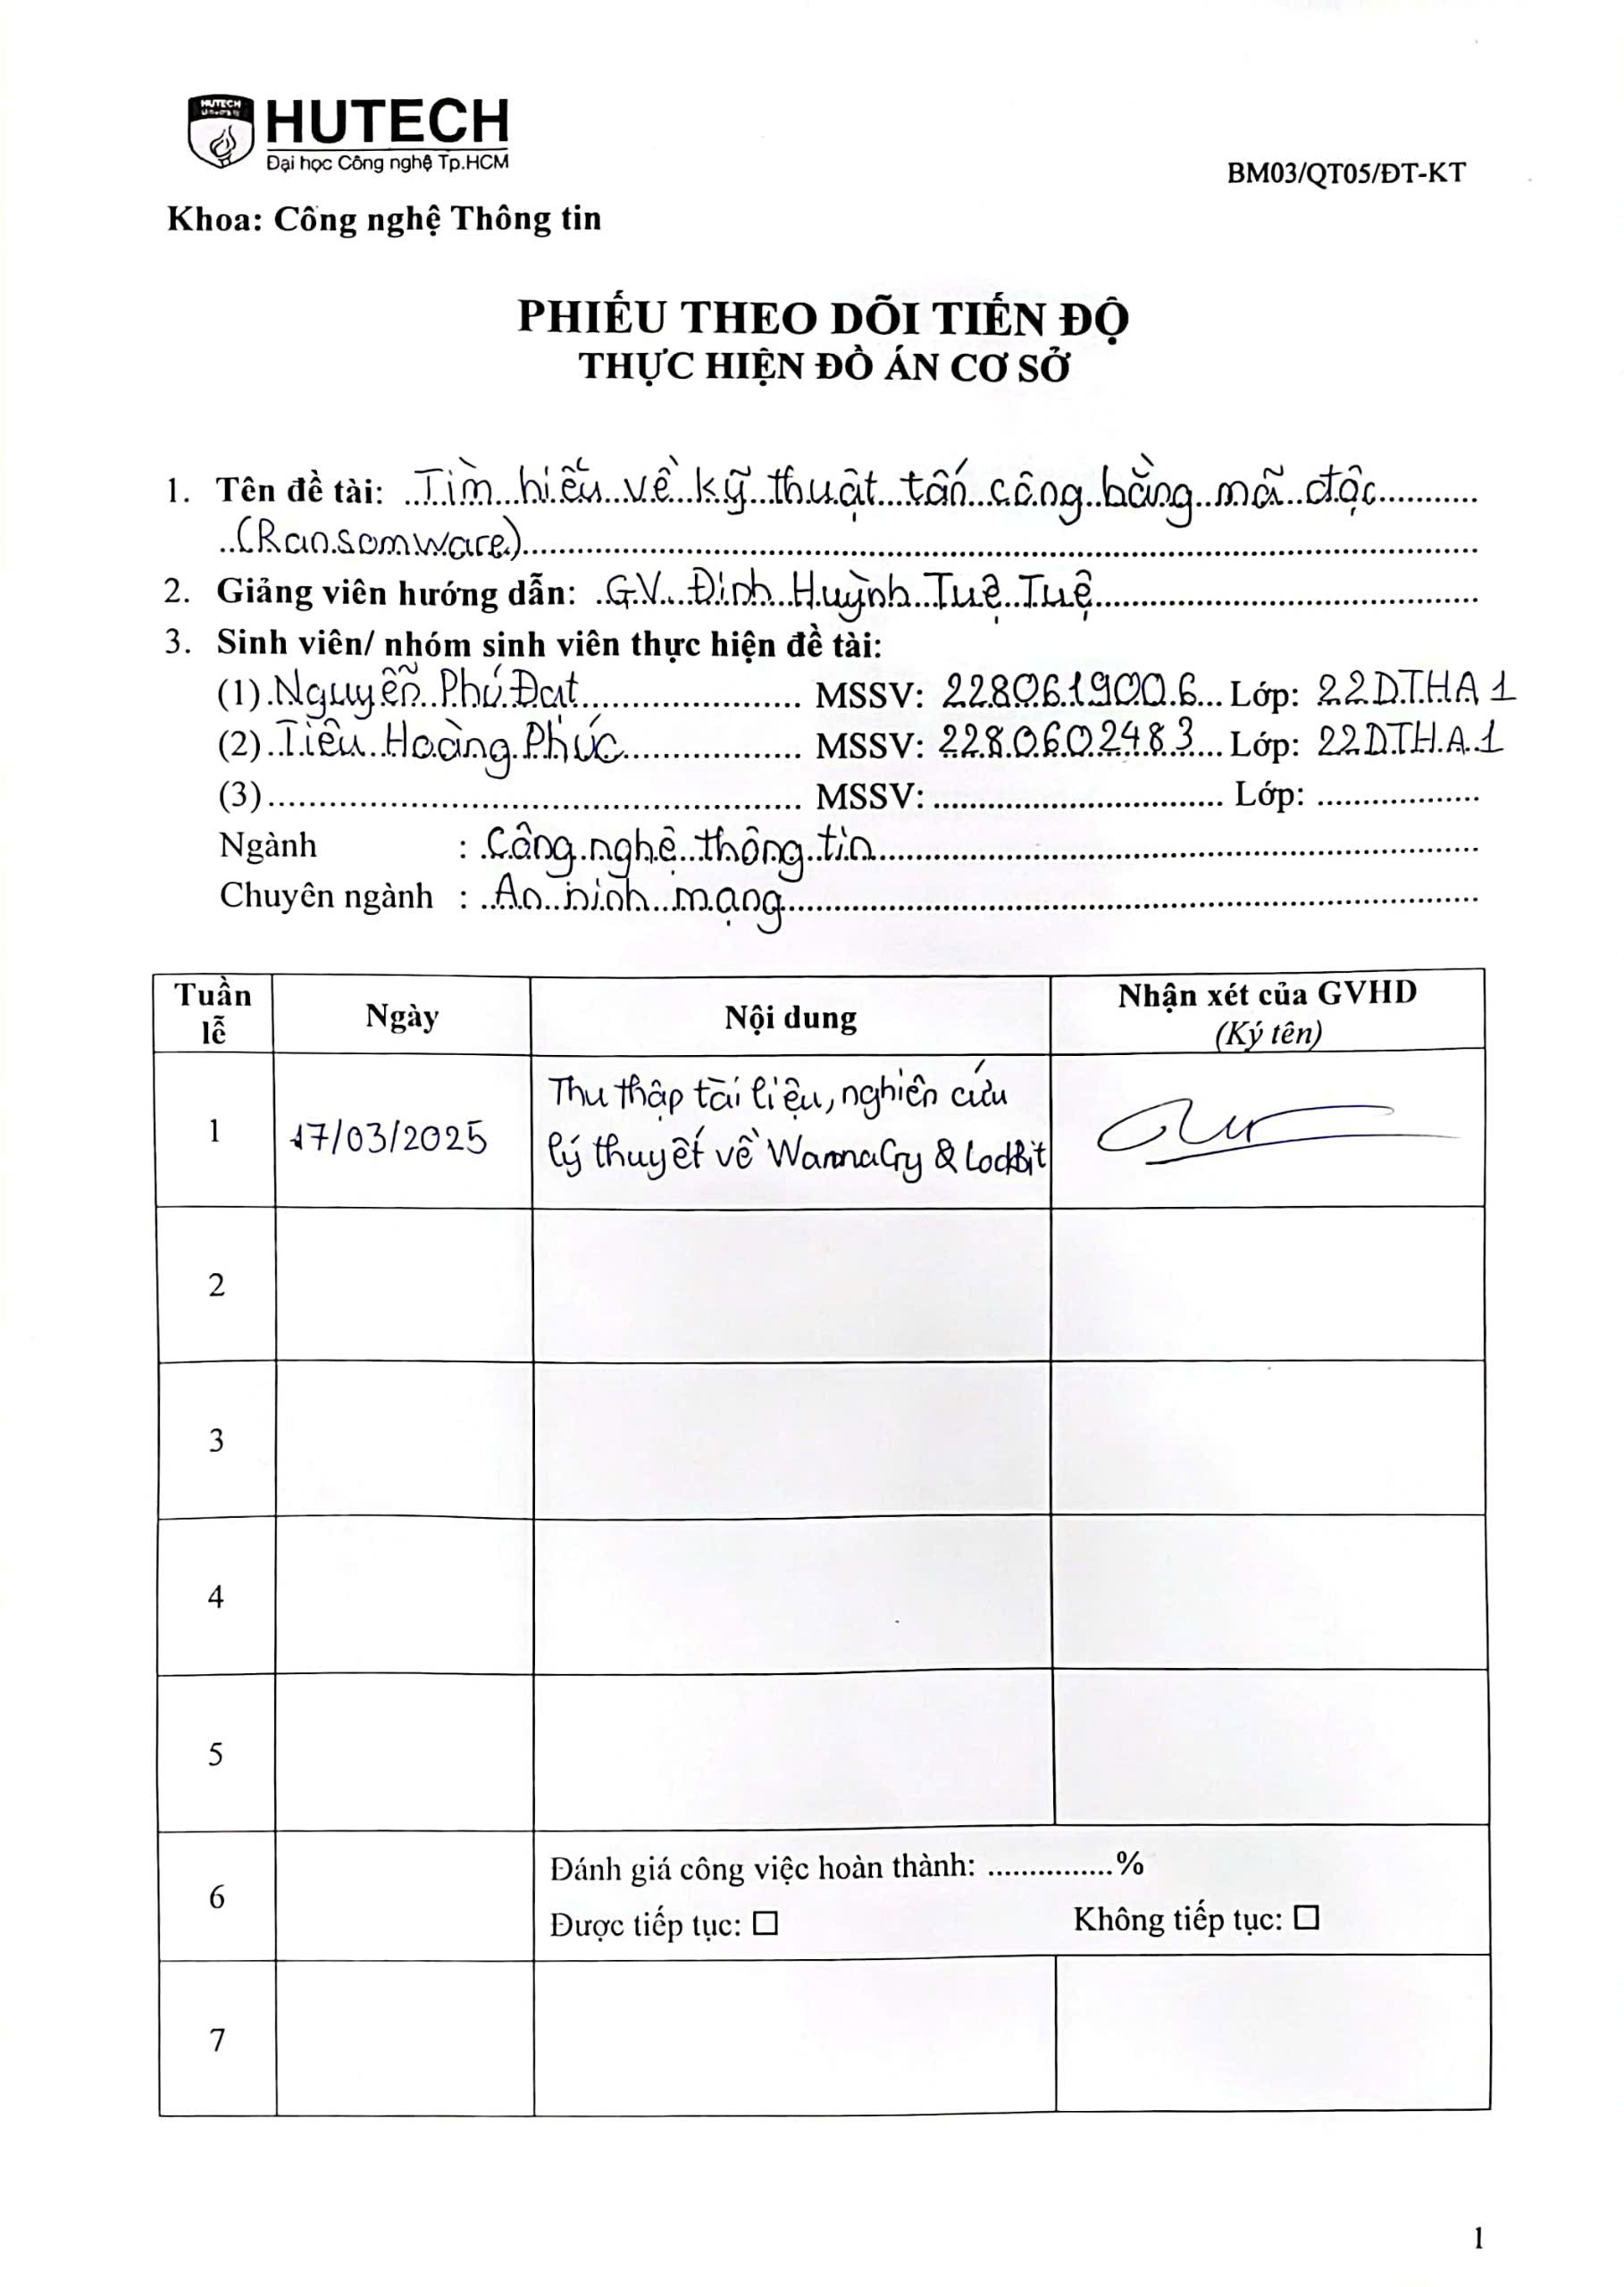 HUTECH
Đại học Công nghệ Tp.HCM
BM03/QT05/ĐT-KT
Khoa: Công nghệ Thông tin
PHIẾU THEO DÕI TIẾN ĐỘ
THỰC HIỆN ĐỒ ÁN CƠ SỞ
1. Tên đề tài: Tìm hiểu về kỹ thuật tấn công bằng mã độc
(Ransomware)
2. Giảng viên hướng dẫn: GV. Đinh Huỳnh Tuệ Tuệ
3. Sinh viên/ nhóm sinh viên thực hiện đề tài:
(1) Nguyễn Phú Đạt MSSV: 2280619006 Lớp: 22DTHA1
(2) Tiêu Hoàng Phúc MSSV: 2280602483 Lớp: 22DTHA1
(3) MSSV: Lớp:
Ngành : Công nghệ thông tin
Chuyên ngành : An ninh mạng
Tuần lễ Ngày Nội dung Nhận xét của GVHD (Ký tên)
1 17/03/2025 Thu thập tài liệu, nghiên cứu
lý thuyết về WannaCry & LockBit
2
3
4
5
6 Đánh giá công việc hoàn thành: ...............%
Được tiếp tục: ☐ Không tiếp tục: ☐
7
1